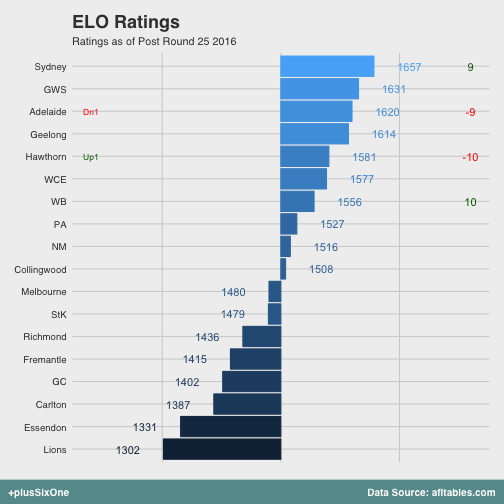 ELO Ratings
Ratings as of Post Round 25 2016
Sydney 1657 9
GWS 1631
Adelaide Dn1 1620 -9
Geelong 1614
Hawthorn Up1 1581 -10
WCE 1577
WB 1556 10
PA 1527
NM 1516
Collingwood 1508
Melbourne 1480
StK 1479
Richmond 1436
Fremantle 1415
GC 1402
Carlton 1387
Essendon 1331
Lions 1302
+plusSixOne Data Source: afltables.com